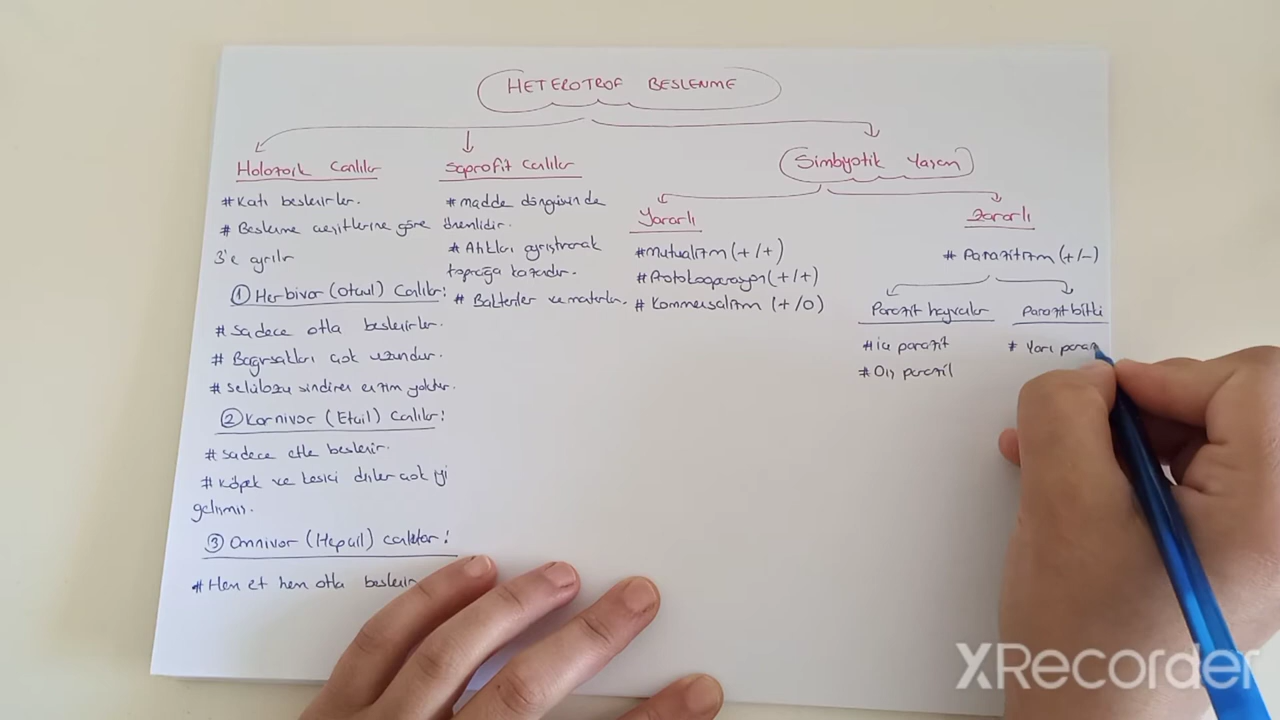 HETEROTROF BESLENME
Holozoik Canlılar
# Katı beslenirler.
# Beslenme çeşitlerine göre
3'e ayrılır
① Herbivor (Otçul) Canlılar:
# Sadece otla beslenirler.
# Bağırsakları çok uzundur.
# Selülozu sindiren enzim yoktur.
② Karnivor (Etçil) Canlılar:
# Sadece etle beslenir.
# Köpek ve kesici dişler çok iyi
gelişmiş.
③ Omnivor (Hepçil) canlılar:
# Hem et hem otla beslenir
Saprofit Canlılar
# madde döngüsünde
önemlidir.
# Atıkları ayrıştırarak
toprağa kazandır.
# Bakteriler ve mantarlar.
Simbiyotik Yaşam
Yararlı
# Mutualizm (+/+)
# Protokooperasyon (+/+)
# Kommensalizm (+/0)
Zararlı
# Parazitizm (+/-)
Parazit hayvanlar
# iç parazit
# Dış parazit
Parazit bitki
# Yarı paraz
XRecorder